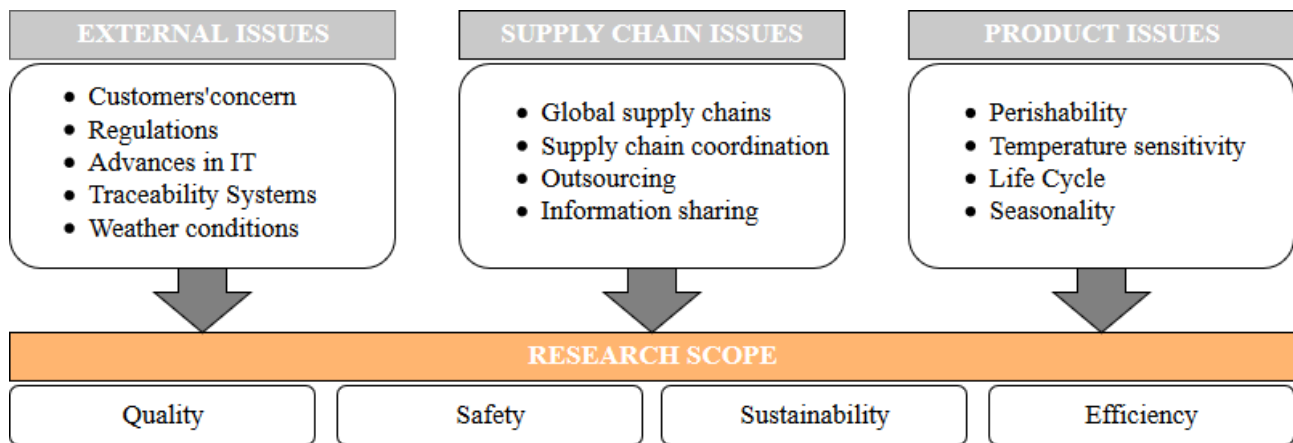 EXTERNAL ISSUES
Customers'concern
Regulations
Advances in IT
Traceability Systems
Weather conditions
SUPPLY CHAIN ISSUES
Global supply chains
Supply chain coordination
Outsourcing
Information sharing
PRODUCT ISSUES
Perishability
Temperature sensitivity
Life Cycle
Seasonality
RESEARCH SCOPE
Quality
Safety
Sustainability
Efficiency